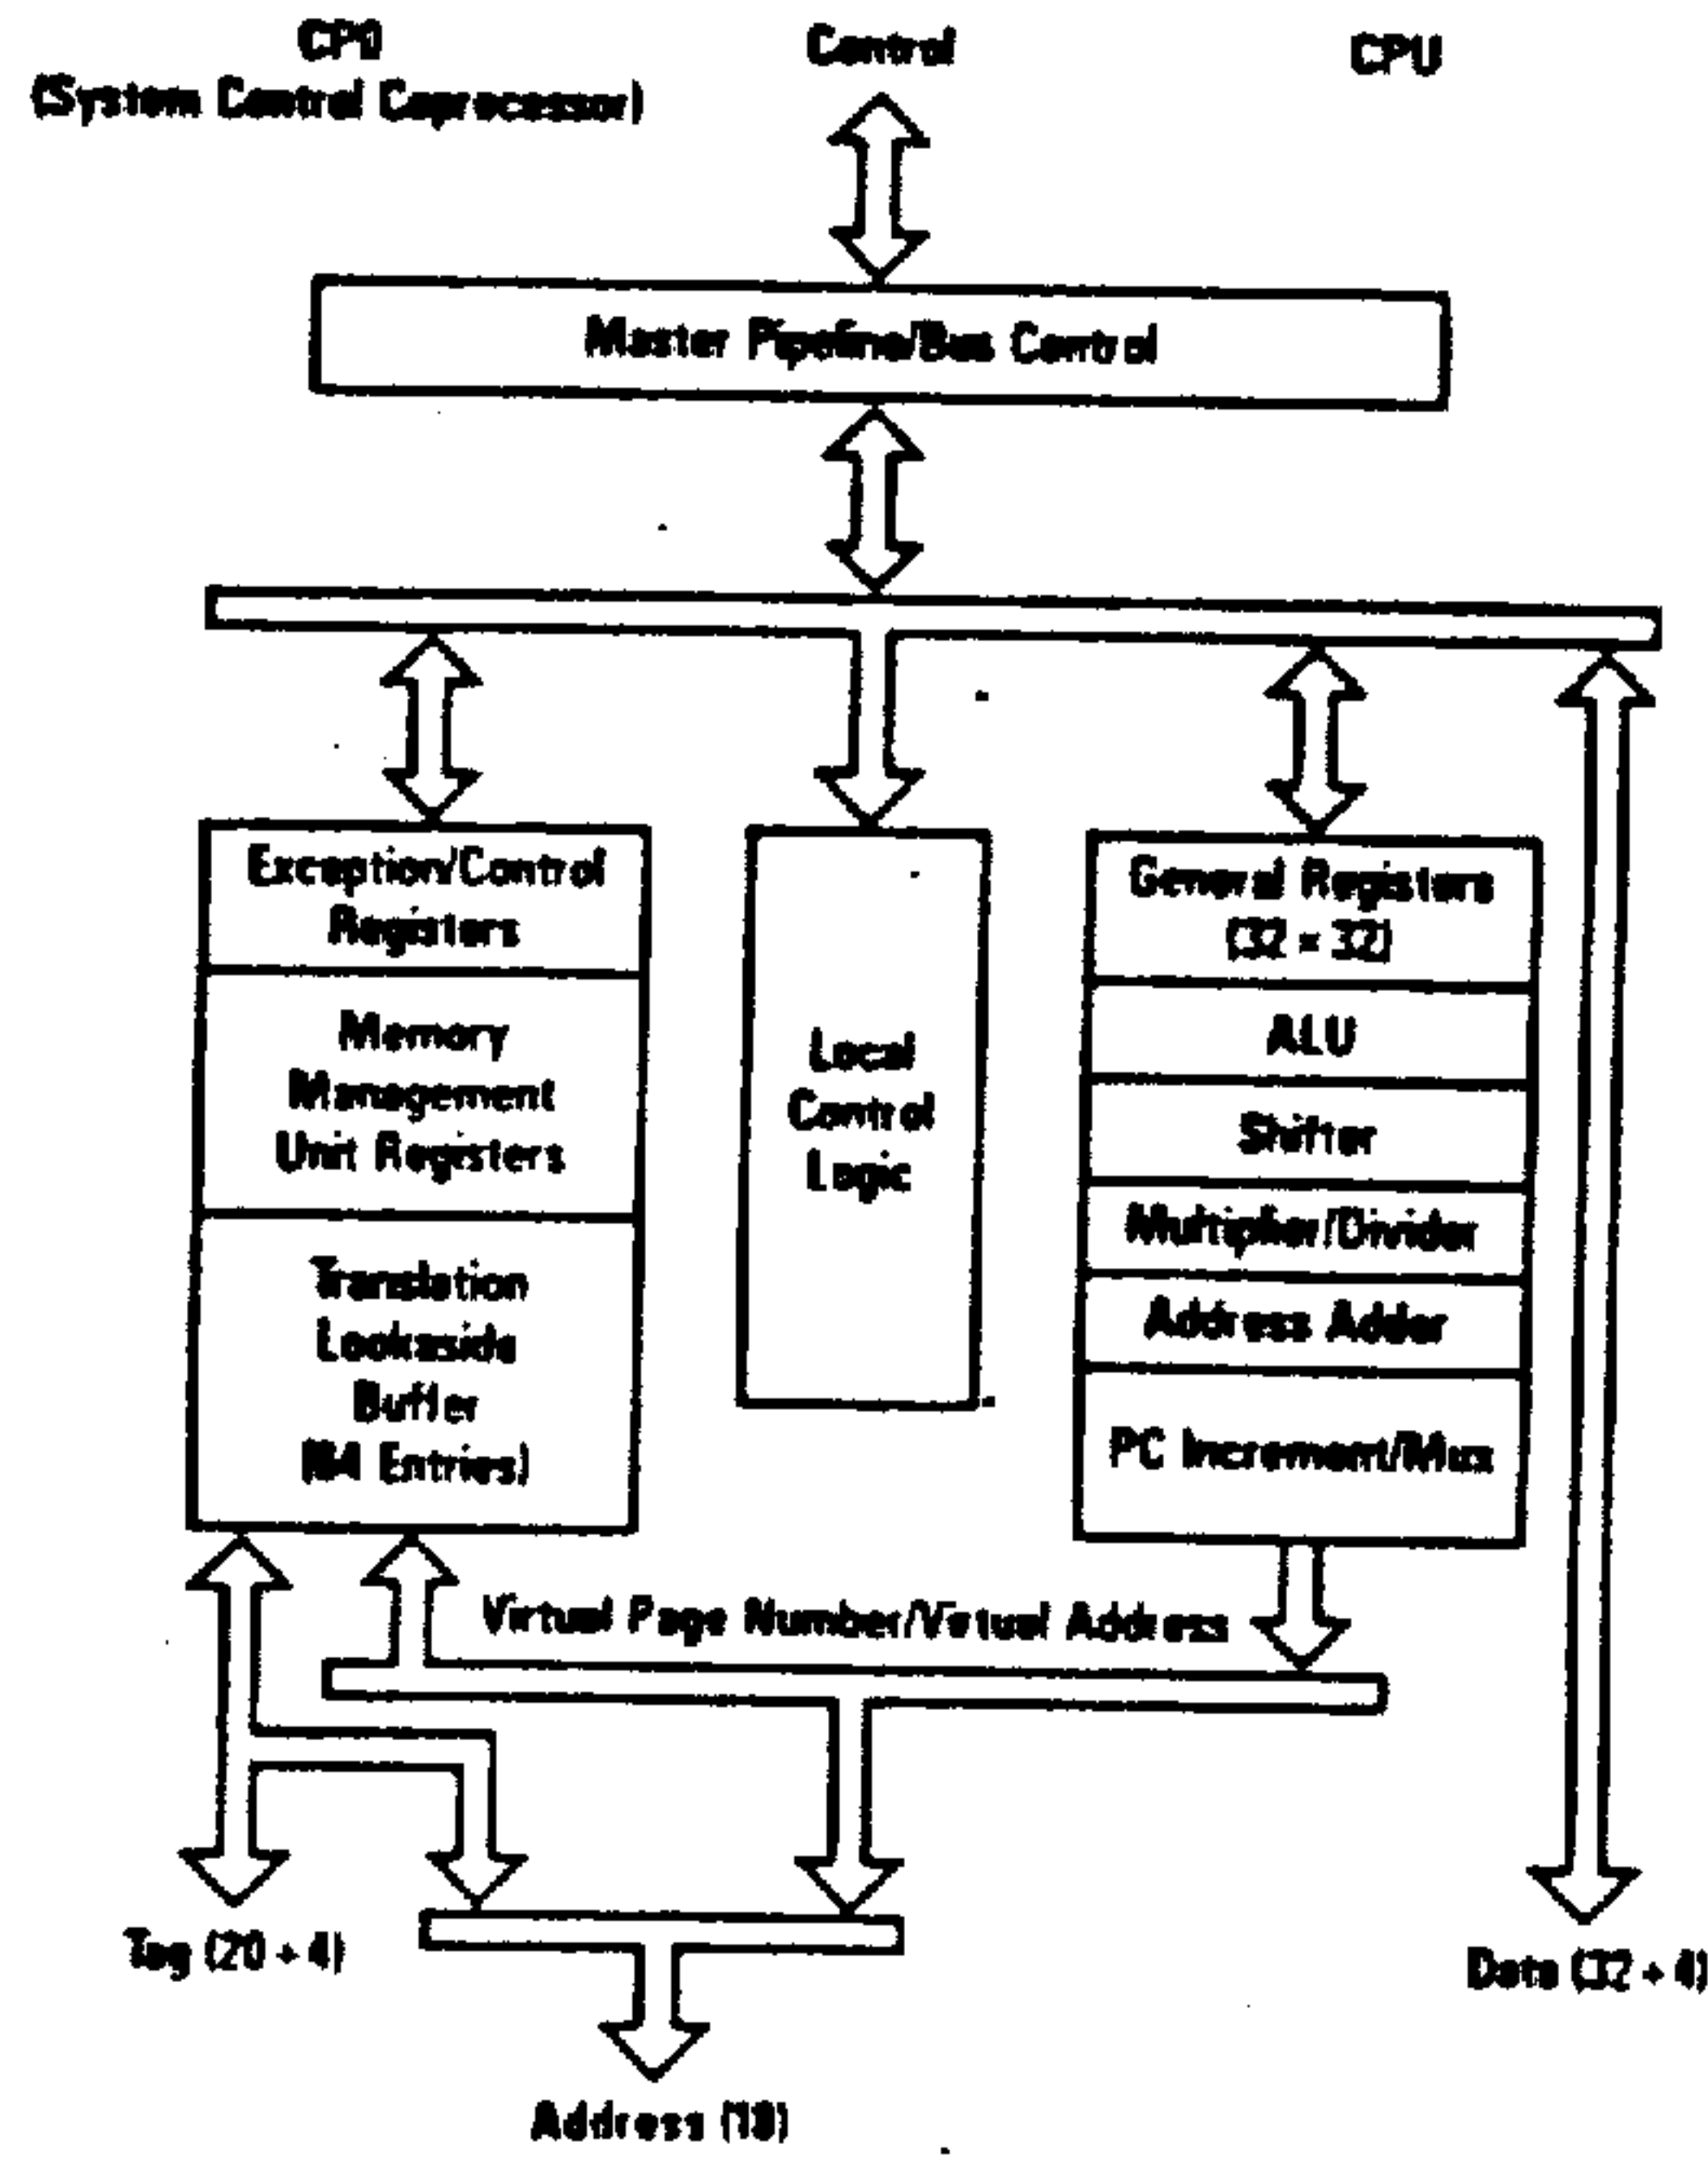 CP0
(System Control Coprocessor)
Control
CPU
Master Pipeline/Bus Control
Exception/Control
Registers
Memory
Management
Unit Registers
Translation
Lookaside
Buffer
(64 Entries)
Local
Control
Logic
General Registers
(32 × 32)
ALU
Shifter
Multiplier/Divider
Address Adder
PC Increment/Mux
Virtual Page Number/Virtual Address
Tag (20 + 4)
Data (32 + 4)
Address (18)